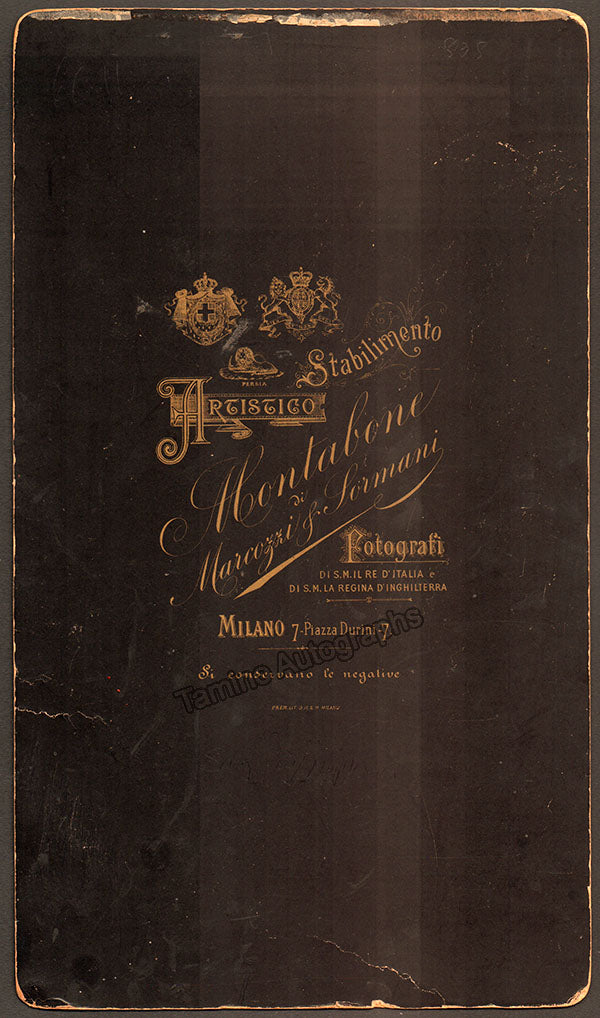 PERSIA
Stabilimento
ARTISTICO
Montabone
di
Marcozzi & Sormani
Fotografi
DI S.M. IL RE D'ITALIA e
DI S.M. LA REGINA D'INGHILTERRA
MILANO 7-Piazza Durini-7
Si conservano le negative
Tamino Autographs